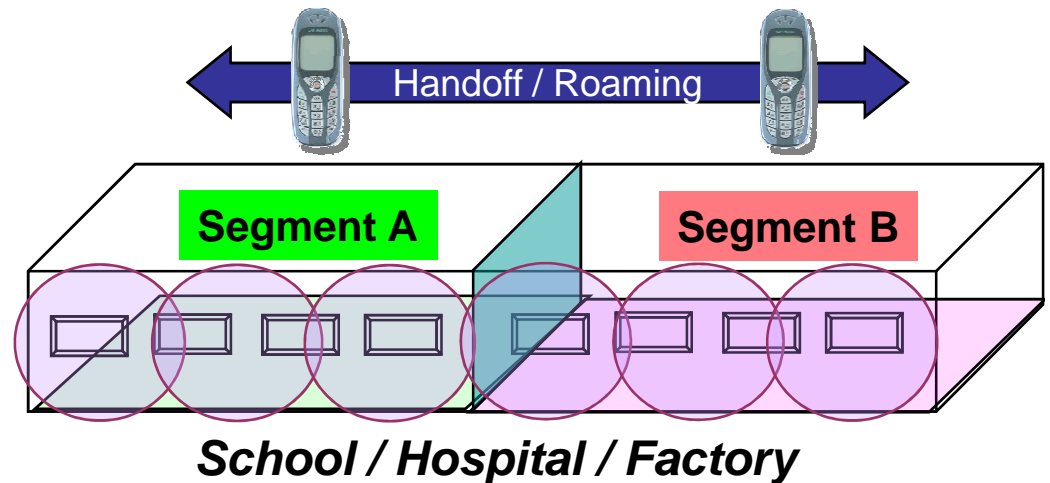 Handoff / Roaming
Segment A
Segment B
School / Hospital / Factory